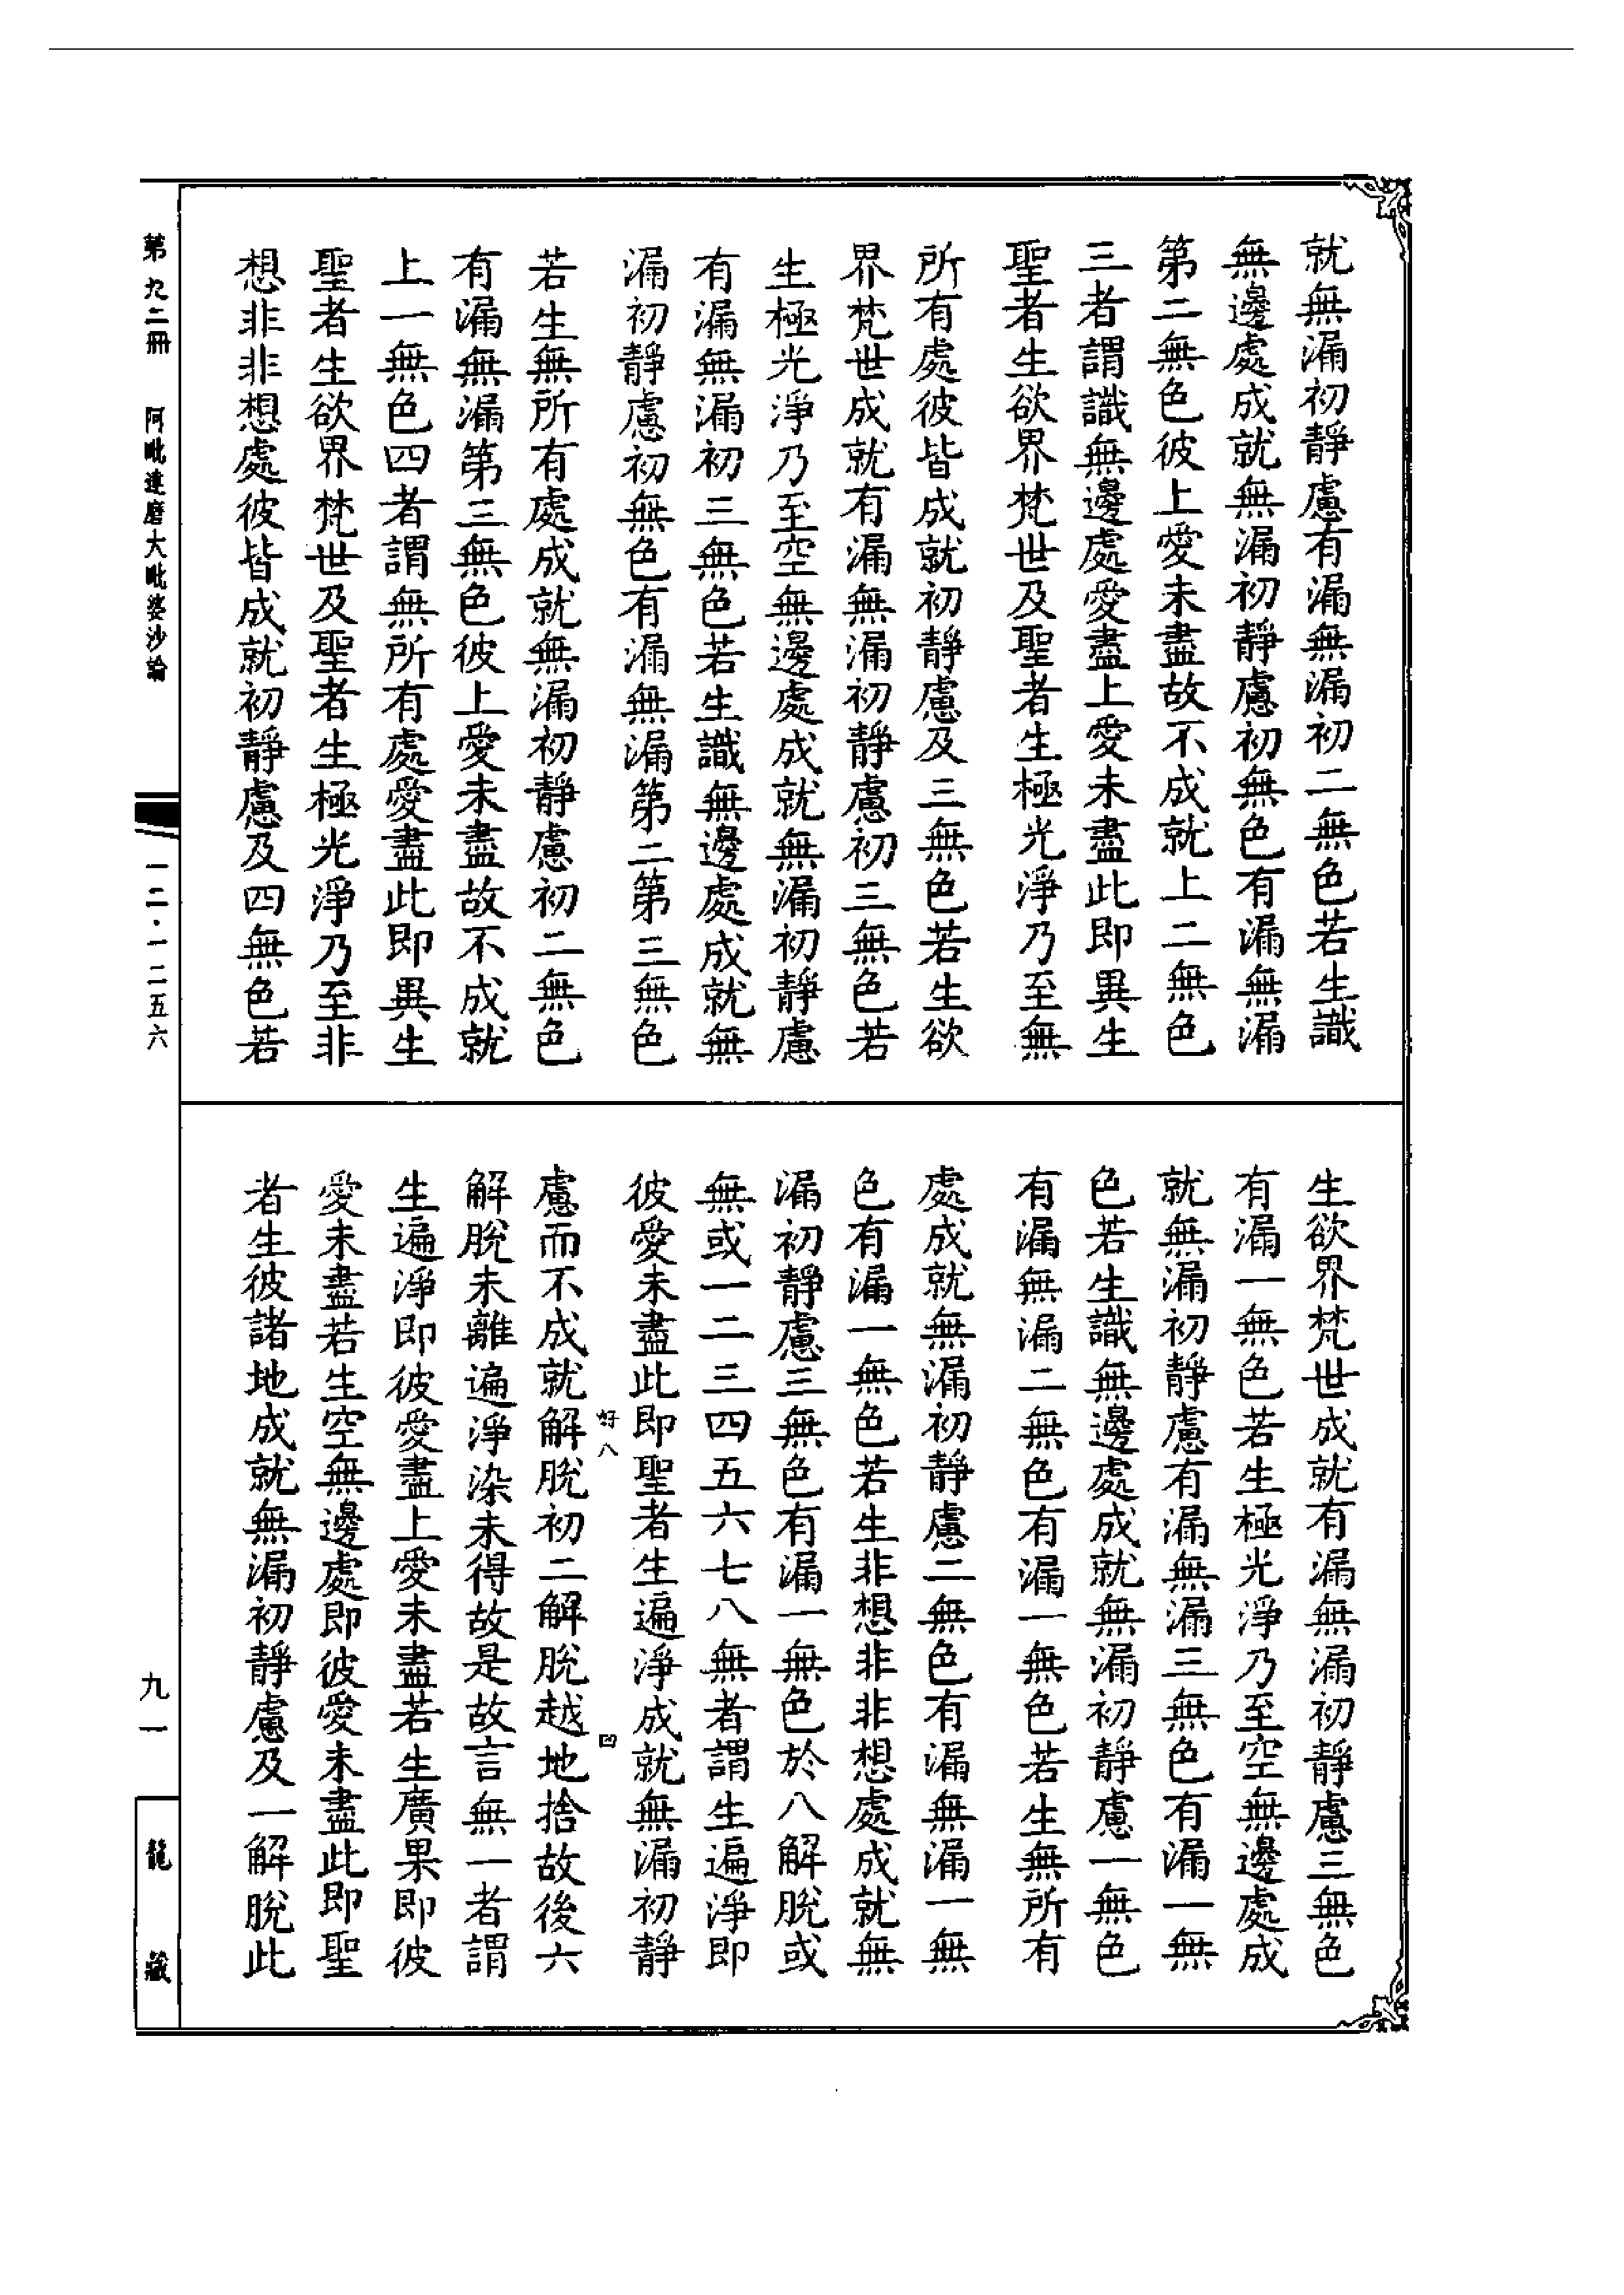 就無漏初靜慮有漏無漏初二無色若生識
無邊處成就無漏初靜慮初無色有漏無漏
第二無色彼上愛未盡故不成就上二無色
三者謂識無邊處愛盡上愛未盡此即異生
聖者生欲界梵世及聖者生極光淨乃至無
所有處彼皆成就初靜慮及三無色若生欲
界梵世成就有漏無漏初靜慮初三無色若
生極光淨乃至空無邊處成就無漏初靜慮
有漏無漏初三無色若生識無邊處成就無
漏初靜慮初無色有漏無漏第二第三無色
若生無所有處成就無漏初靜慮初二無色
有漏無漏第三無色彼上愛未盡故不成就
上一無色四者謂無所有處愛盡此即異生
聖者生欲界梵世及聖者生極光淨乃至非
想非非想處彼皆成就初靜慮及四無色若
生欲界梵世成就有漏無漏初靜慮三無色
有漏一無色若生極光淨乃至空無邊處成
就無漏初靜慮有漏無漏三無色有漏一無
色若生識無邊處成就無漏初靜慮一無色
有漏無漏二無色有漏一無色若生無所有
處成就無漏初靜慮二無色有漏無漏一無
色有漏一無色若生非想非非想處成就無
漏初靜慮三無色有漏一無色於八解脫或
無或一二三四五六七八無者謂生遍淨即
彼愛未盡此即聖者生遍淨成就無漏初靜
好八 凹
慮而不成就解脫初二解脫越地捨故後六
解脫未離遍淨染未得故是故言無一者謂
生遍淨即彼愛盡上愛未盡若生廣果即彼
愛未盡若生空無邊處即彼愛未盡此即聖
者生彼諸地成就無漏初靜慮及一解脫此
第九二冊 阿毗達磨大毗婆沙論
一二·一二五六
九一
龍藏